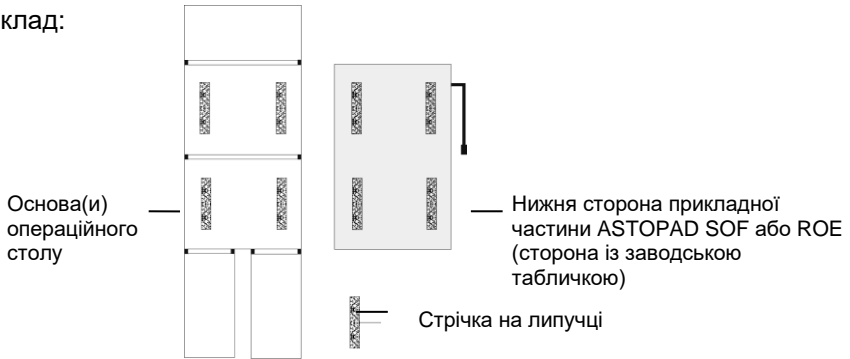 клад:
Основа(и)
операційного
столу
Нижня сторона прикладної
частини ASTOPAD SOF або ROE
(сторона із заводською
табличкою)
Стрічка на липучці